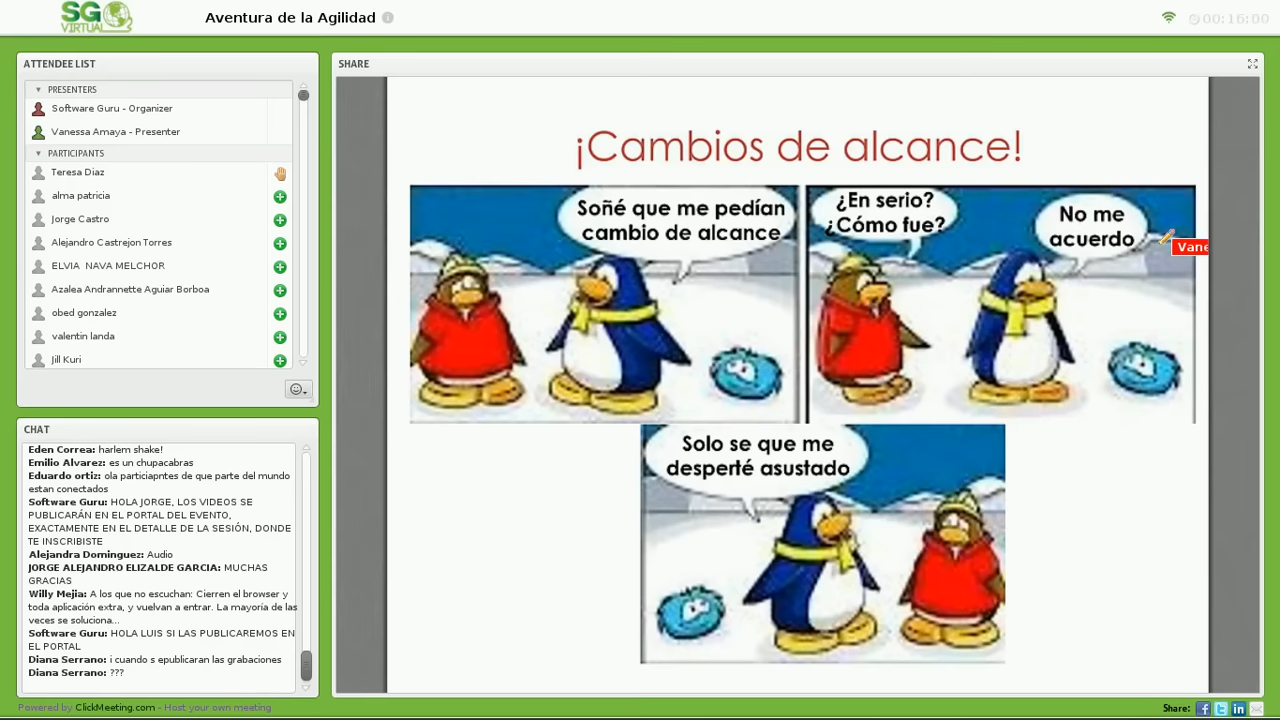 SG
VIRTUAL
Aventura de la Agilidad
00:16:00
ATTENDEE LIST
PRESENTERS
Software Guru - Organizer
Vanessa Amaya - Presenter
PARTICIPANTS
Teresa Diaz
alma patricia
Jorge Castro
Alejandro Castrejon Torres
ELVIA NAVA MELCHOR
Azalea Andrannette Aguiar Borboa
obed gonzalez
valentin landa
Jill Kuri
CHAT
Eden Correa: harlem shake!
Emilio Alvarez: es un chupacabras
Eduardo ortiz: ola particiapntes de que parte del mundo
estan conectados
Software Guru: HOLA JORGE, LOS VIDEOS SE
PUBLICARÁN EN EL PORTAL DEL EVENTO,
EXACTAMENTE EN EL DETALLE DE LA SESIÓN, DONDE
TE INSCRIBISTE
Alejandra Dominguez: Audio
JORGE ALEJANDRO ELIZALDE GARCIA: MUCHAS
GRACIAS
Willy Mejia: A los que no escuchan: Cierren el browser y
toda aplicación extra, y vuelvan a entrar. La mayoría de las
veces se soluciona...
Software Guru: HOLA LUIS SI LAS PUBLICAREMOS EN
EL PORTAL
Diana Serrano: i cuando s epublicaran las grabaciones
Diana Serrano: ???
SHARE
¡Cambios de alcance!
Soñé que me pedían
cambio de alcance
¿En serio?
¿Cómo fue?
No me
acuerdo
Vane
Solo se que me
desperté asustado
Powered by ClickMeeting.com - Host your own meeting
Share: